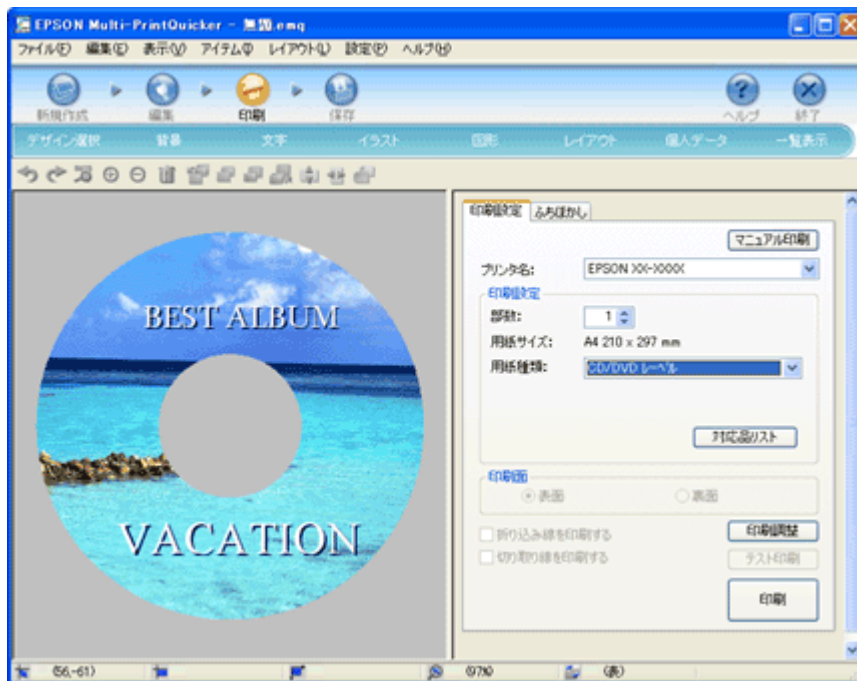 EPSON Multi-PrintQuicker - 無題.emq
ファイル(F) 編集(E) 表示(V) アイテム(I) レイアウト(L) 設定(P) ヘルプ(H)
新規作成 編集 印刷 保存 ヘルプ 終了
デザイン選択 背景 文字 イラスト 図形 レイアウト 個人データ 一覧表示
BEST ALBUM
VACATION
印刷設定 ふちぼかし
マニュアル印刷
プリンタ名: EPSON XX-XXXX
印刷設定
部数: 1
用紙サイズ: A4 210 x 297 mm
用紙種類: CD/DVD レーベル
対応品リスト
印刷面
表面 裏面
折り込み線を印刷する 印刷調整
切り取り線を印刷する テスト印刷
印刷
(56,-61) (97%) (表)